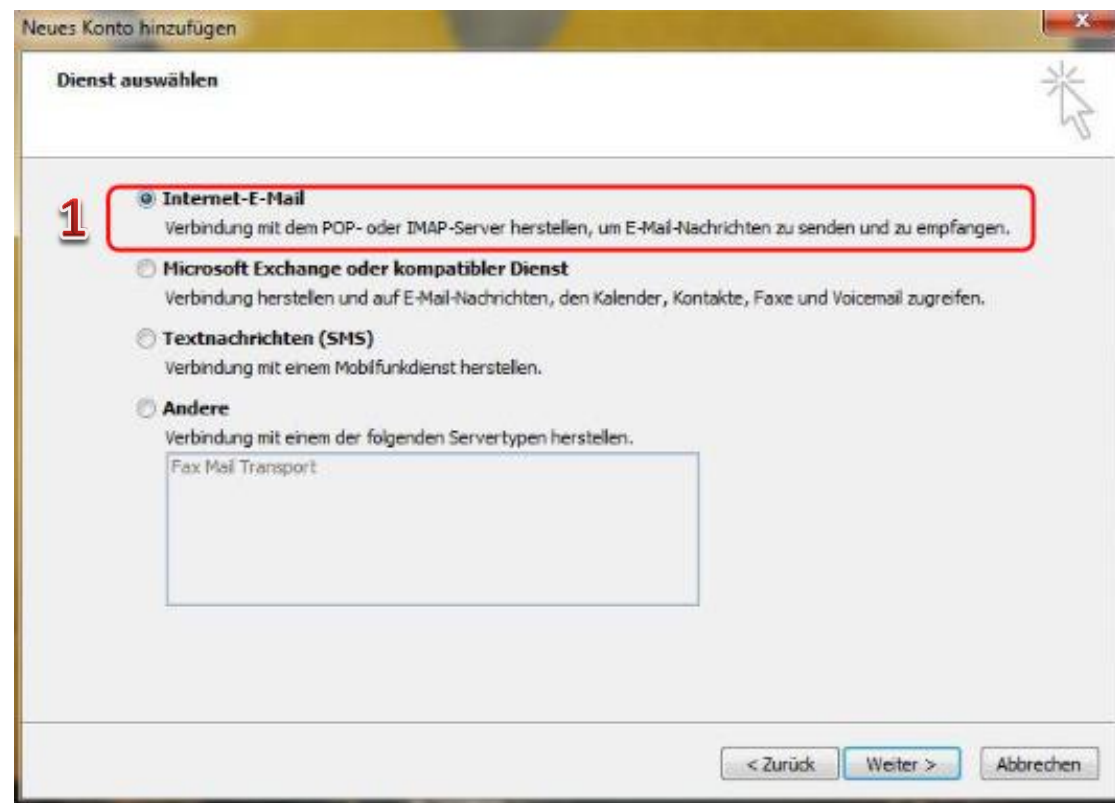 Neues Konto hinzufügen
Dienst auswählen
1
Internet-E-Mail
Verbindung mit dem POP- oder IMAP-Server herstellen, um E-Mail-Nachrichten zu senden und zu empfangen.
Microsoft Exchange oder kompatibler Dienst
Verbindung herstellen und auf E-Mail-Nachrichten, den Kalender, Kontakte, Faxe und Voicemail zugreifen.
Textnachrichten (SMS)
Verbindung mit einem Mobilfunkdienst herstellen.
Andere
Verbindung mit einem der folgenden Servertypen herstellen.
Fax Mail Transport
< Zurück Weiter > Abbrechen